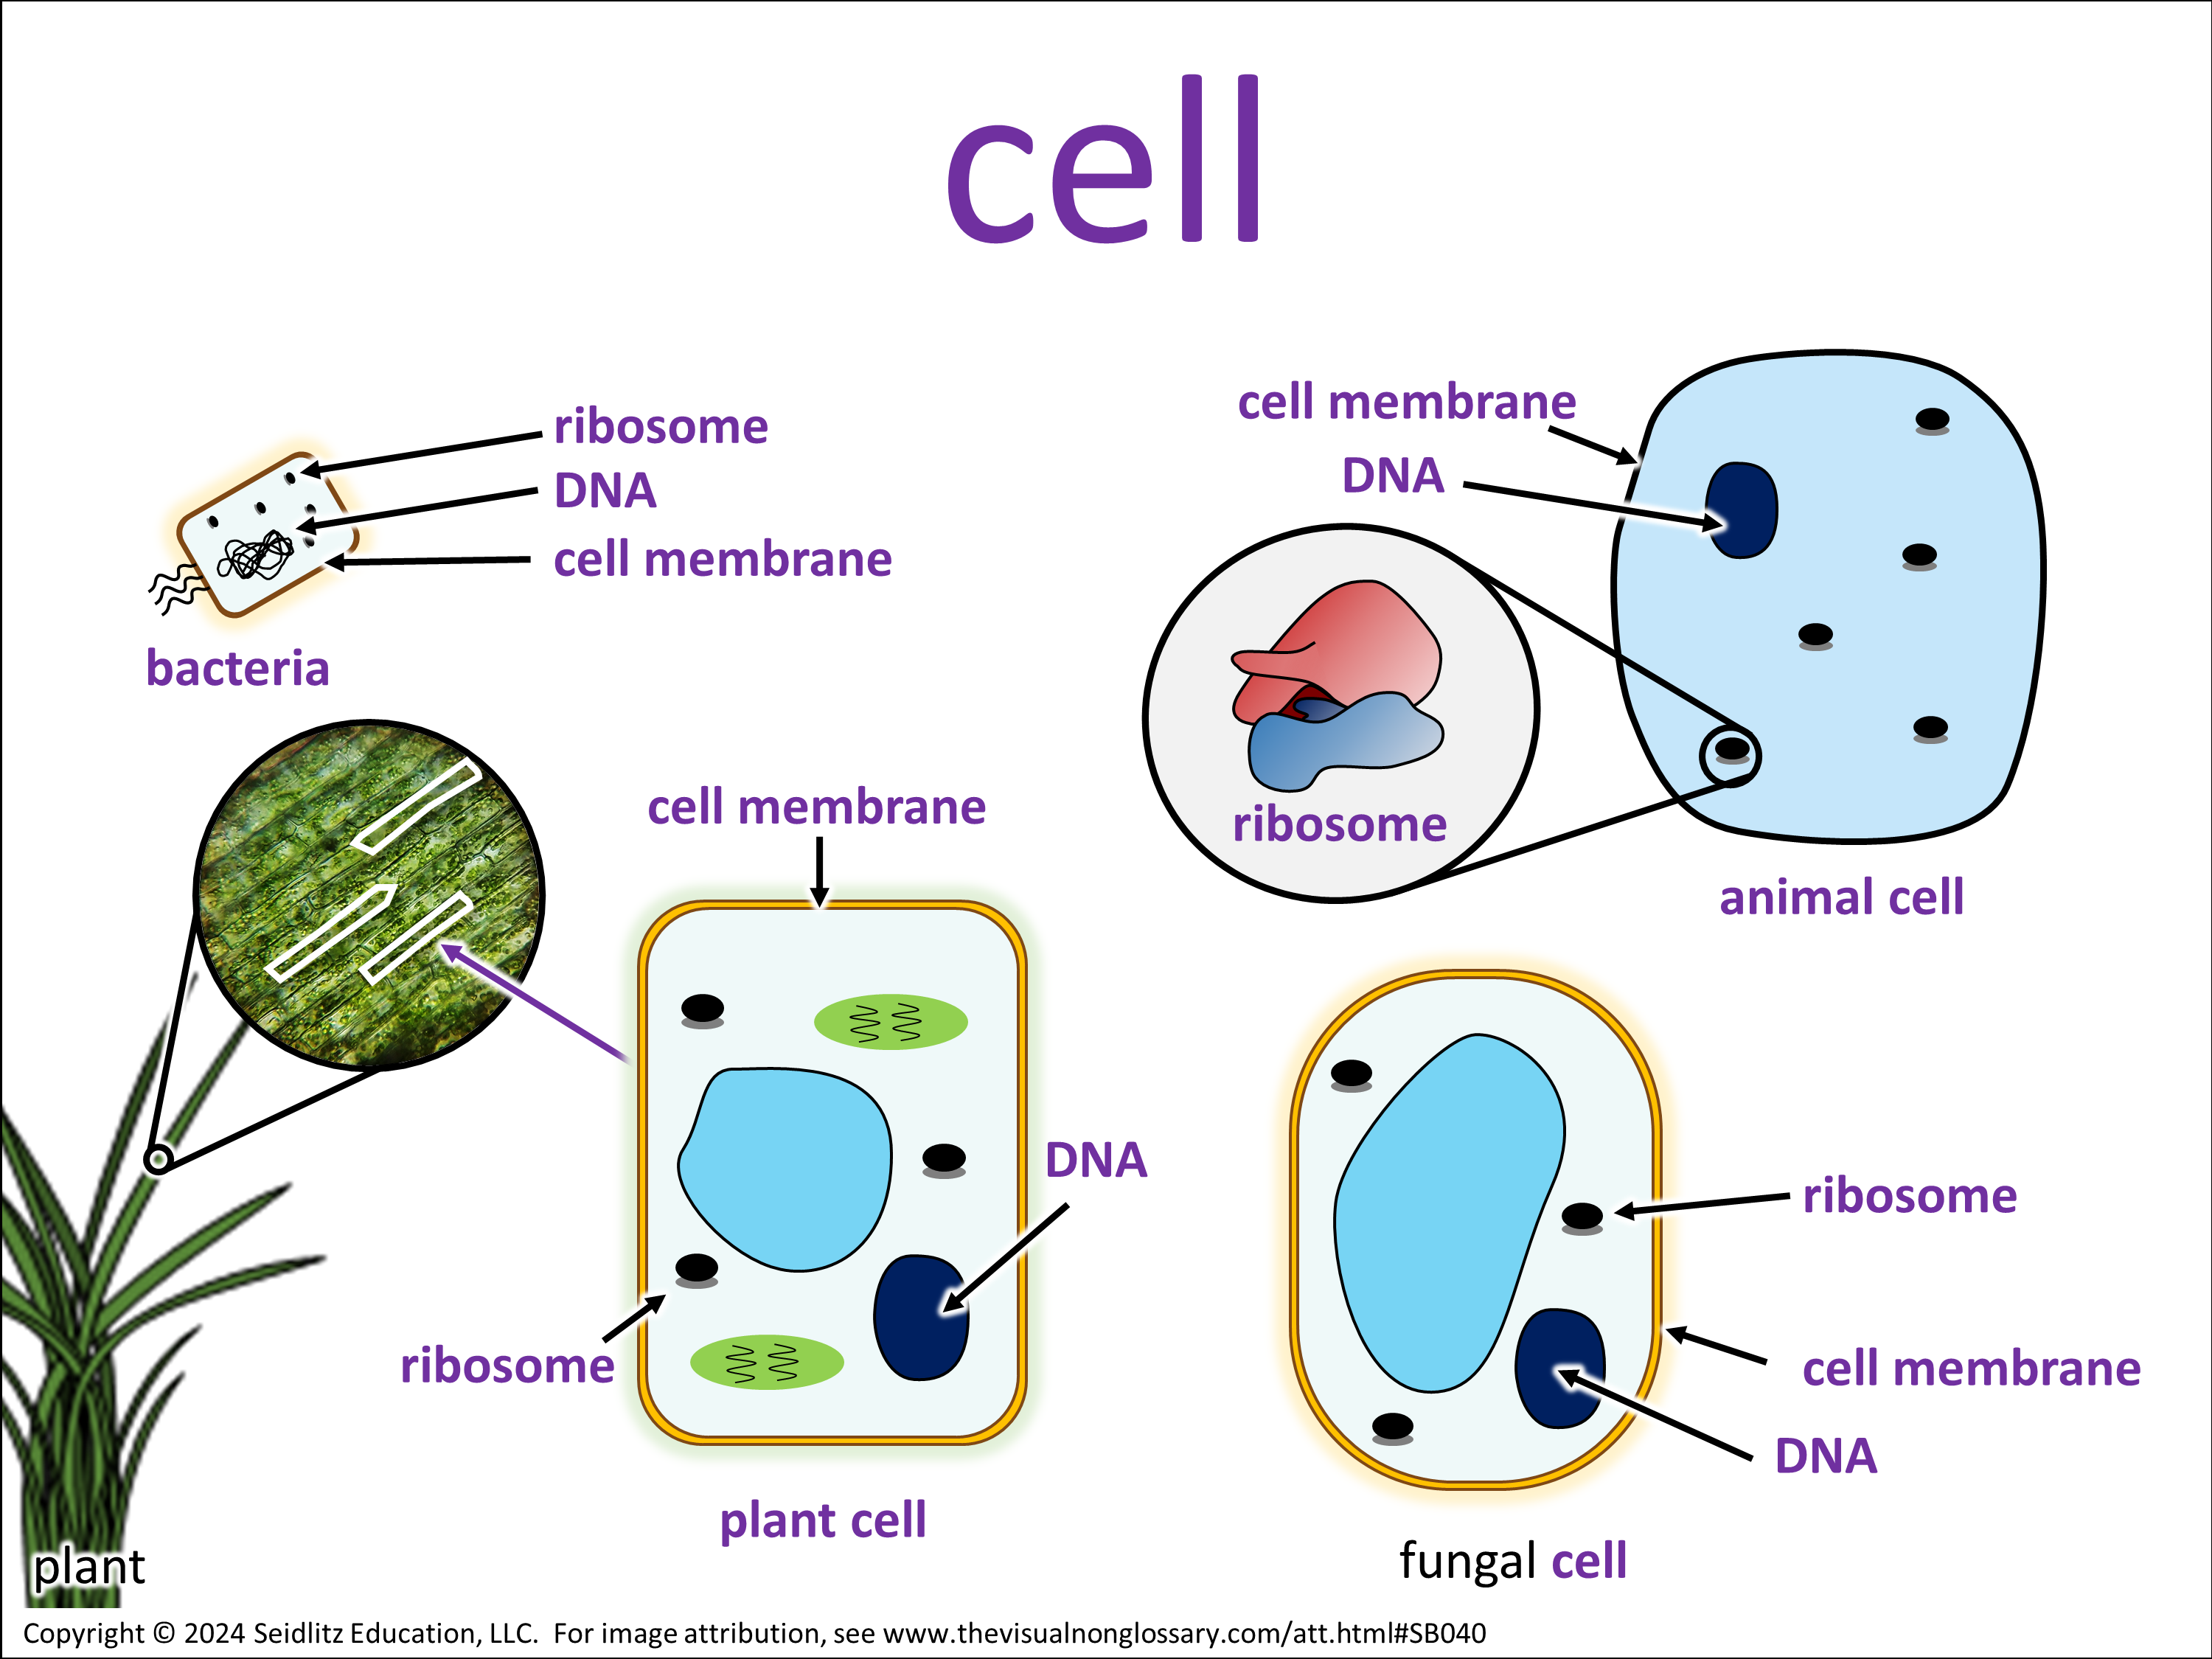 cell
ribosome
DNA
cell membrane
bacteria
cell membrane
DNA
ribosome
animal cell
cell membrane
DNA
ribosome
plant cell
plant
ribosome
cell membrane
DNA
fungal cell
Copyright © 2024 Seidlitz Education, LLC.  For image attribution, see www.thevisualnonglossary.com/att.html#SB040